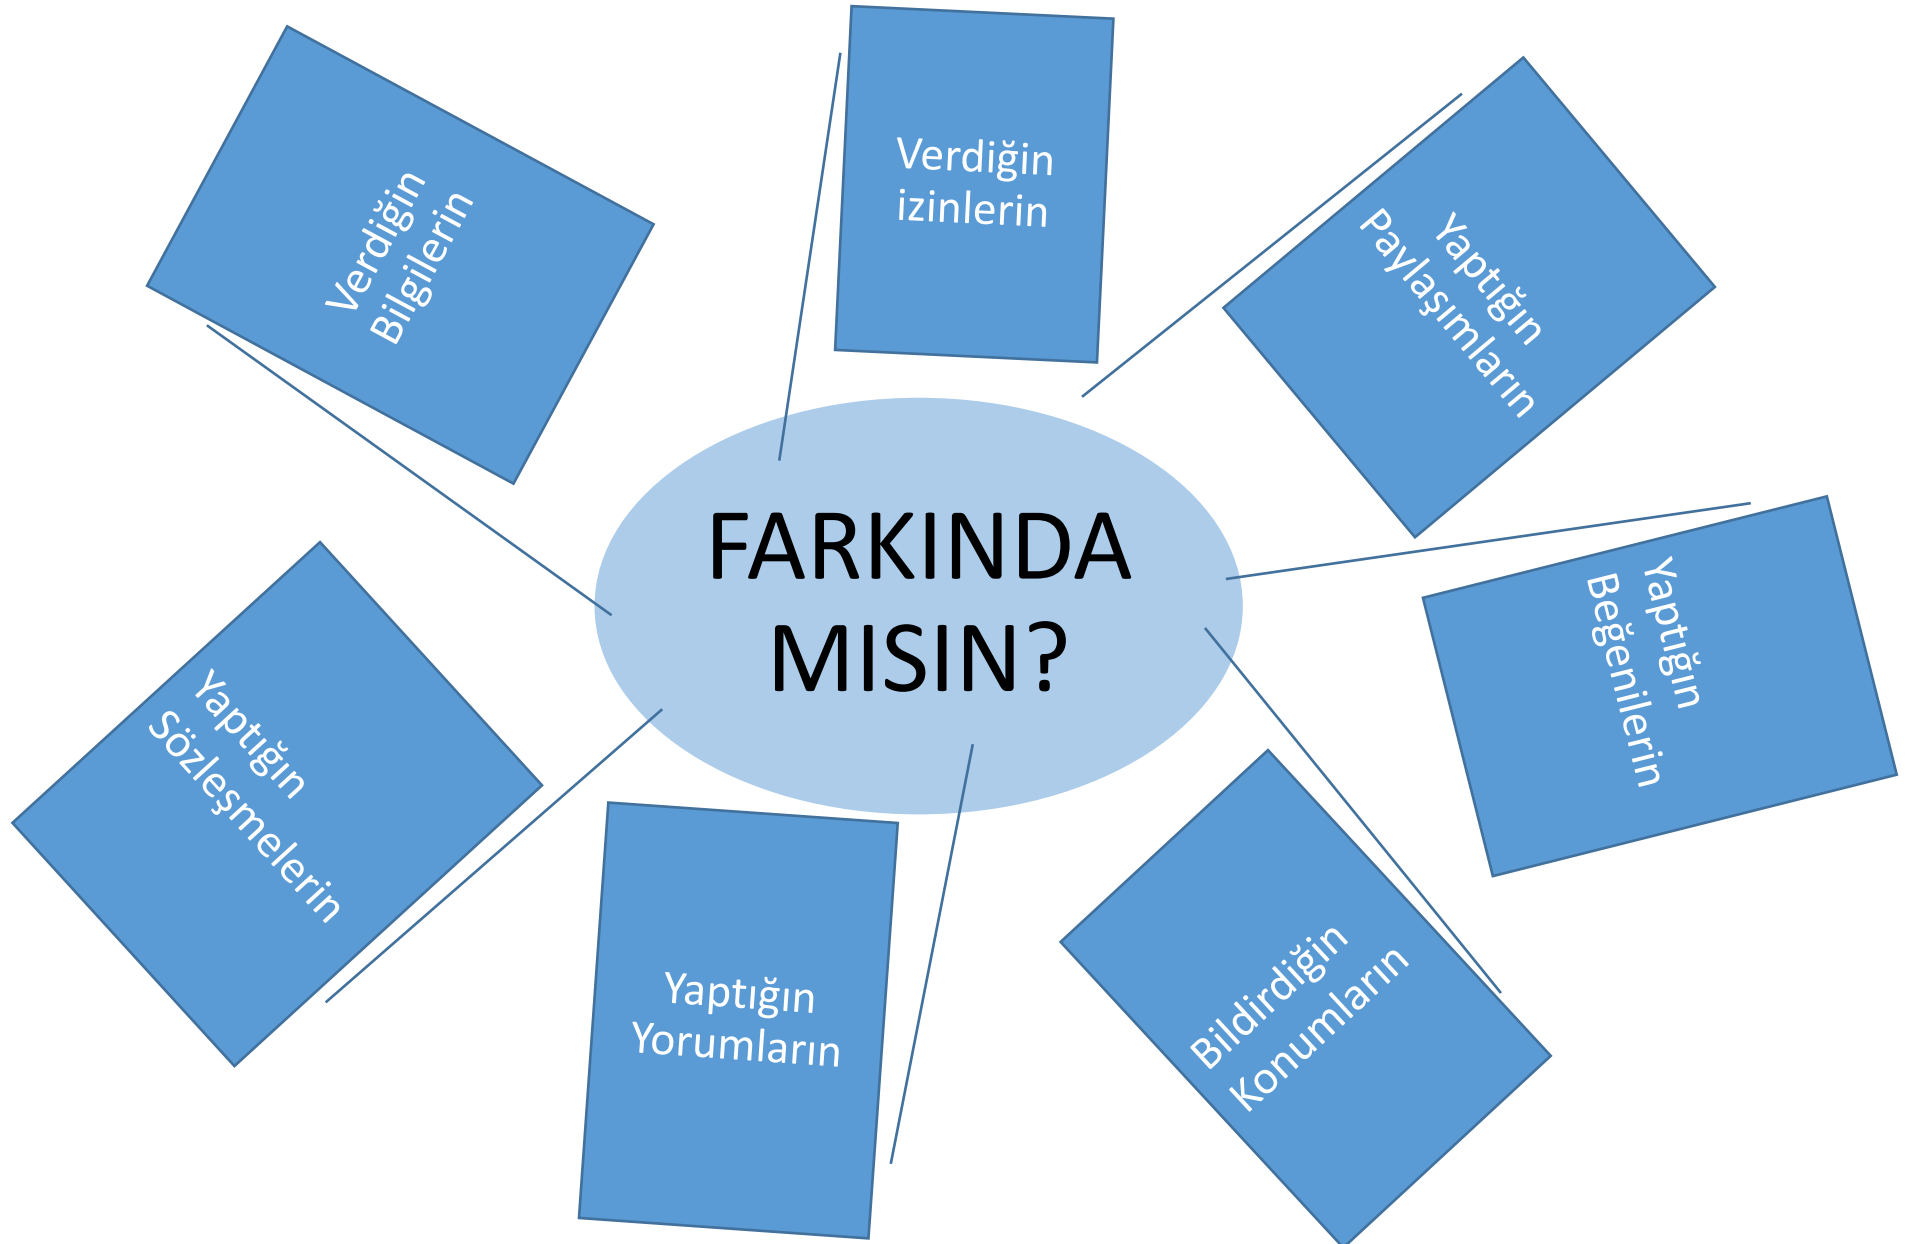 Verdiğin
Bilgilerin
Verdiğin
izinlerin
Yaptığın
Paylaşımların
FARKINDA
MISIN?
Yaptığın
Beğenilerin
Yaptığın
Sözleşmelerin
Yaptığın
Yorumların
Bildirdiğin
Konumların